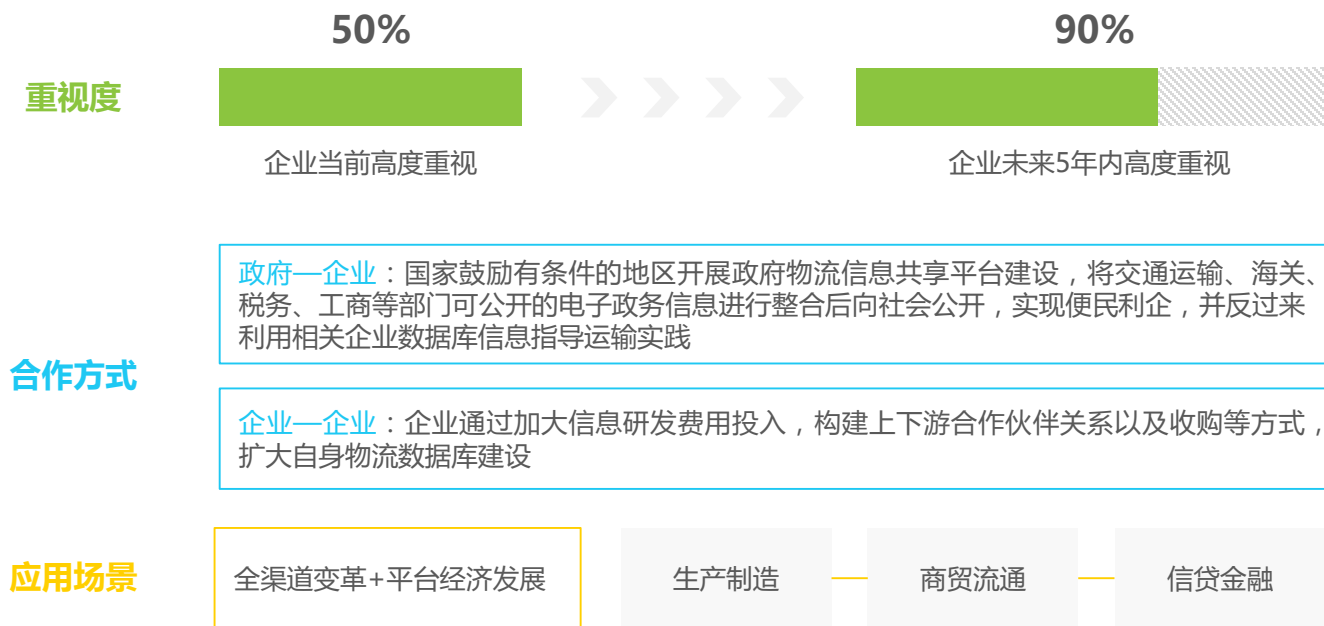 50%
90%
重视度
企业当前高度重视
企业未来5年内高度重视
合作方式
政府—企业：国家鼓励有条件的地区开展政府物流信息共享平台建设，将交通运输、海关、
税务、工商等部门可公开的电子政务信息进行整合后向社会公开，实现便民利企，并反过来
利用相关企业数据库信息指导运输实践
企业—企业：企业通过加大信息研发费用投入，构建上下游合作伙伴关系以及收购等方式，
扩大自身物流数据库建设
应用场景
全渠道变革+平台经济发展
生产制造
商贸流通
信贷金融